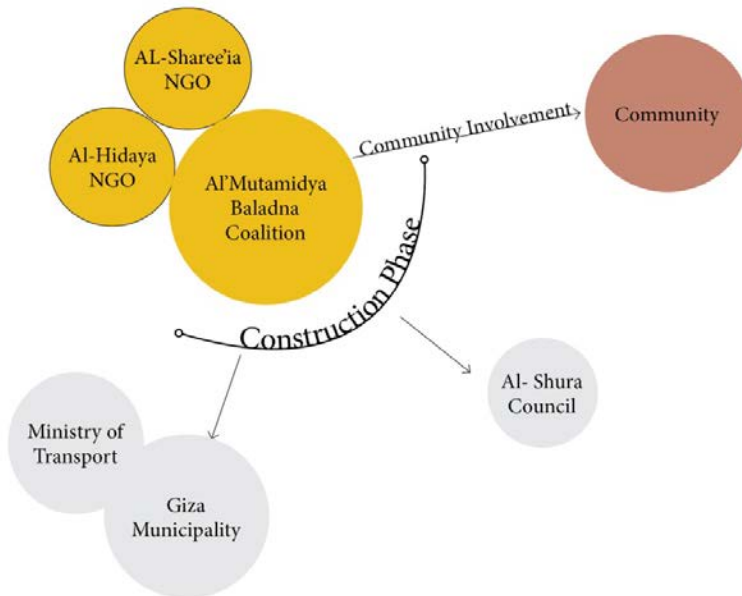 AL-Sharee'ia
NGO
Al-Hidaya
NGO
Al'Mutamidya
Baladna
Coalition
Community Involvement
Community
Construction Phase
Al- Shura
Council
Ministry of
Transport
Giza
Municipality